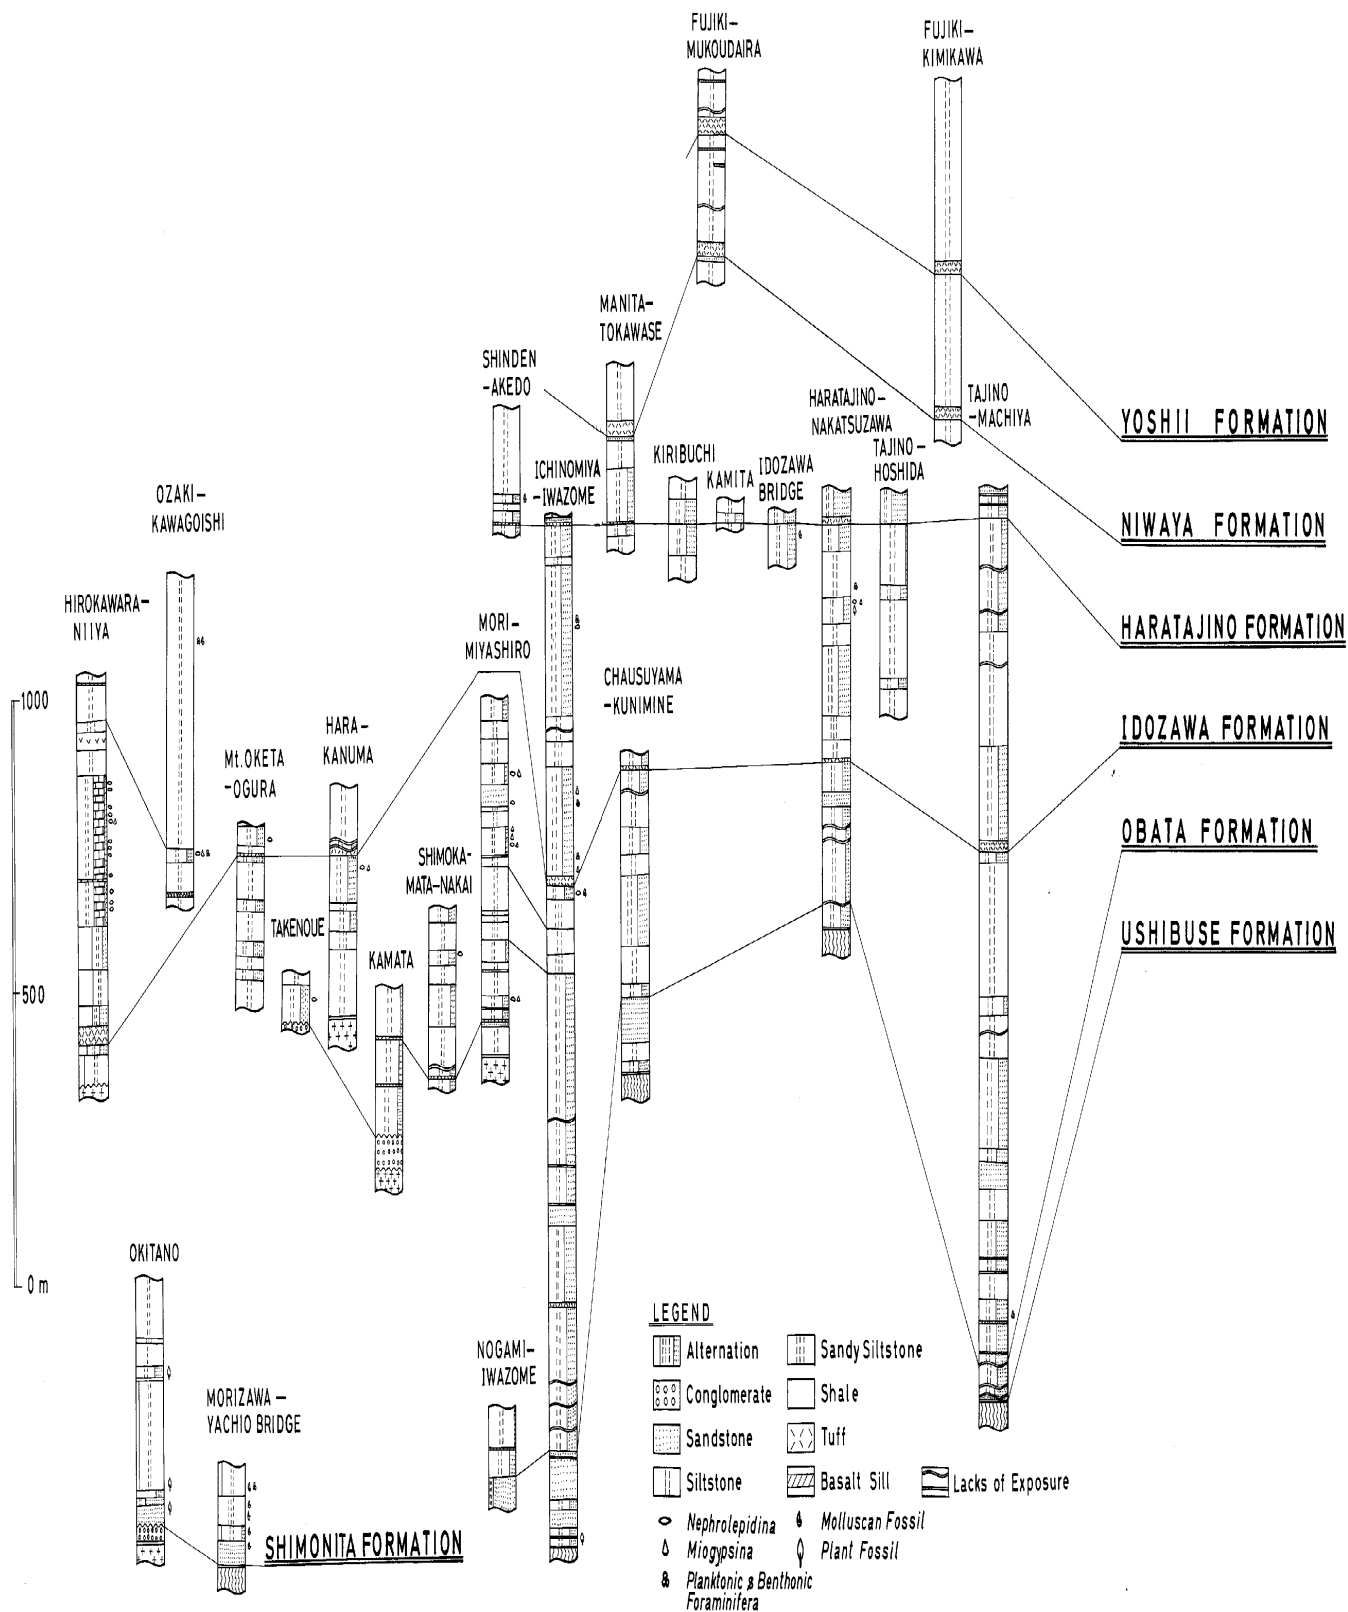 FUJIKI–
MUKOUDAIRA
FUJIKI–
KIMIKAWA
MANITA–
TOKAWASE
SHINDEN
–AKEDO
HARATAJINO–
NAKATSUZAWA
TAJINO
–MACHIYA
YOSHII FORMATION
ICHINOMIYA
–IWAZOME
KIRIBUCHI
KAMITA
IDOZAWA
BRIDGE
TAJINO–
HOSHIDA
OZAKI–
KAWAGOISHI
NIWAYA FORMATION
HIROKAWARA–
NIIYA
MORI–
MIYASHIRO
HARATAJINO FORMATION
CHAUSUYAMA
–KUNIMINE
1000
HARA–
KANUMA
IDOZAWA FORMATION
Mt.OKETA
–OGURA
OBATA FORMATION
SHIMOKA–
MATA–NAKAI
TAKENOUE
KAMATA
USHIBUSE FORMATION
500
OKITANO
0 m
LEGEND
Alternation
Sandy Siltstone
NOGAMI–
IWAZOME
MORIZAWA –
YACHIO BRIDGE
Conglomerate
Shale
Sandstone
Tuff
Siltstone
Basalt Sill
Lacks of Exposure
Nephrolepidina
Molluscan Fossil
SHIMONITA FORMATION
Miogypsina
Plant Fossil
Planktonic & Benthonic
Foraminifera